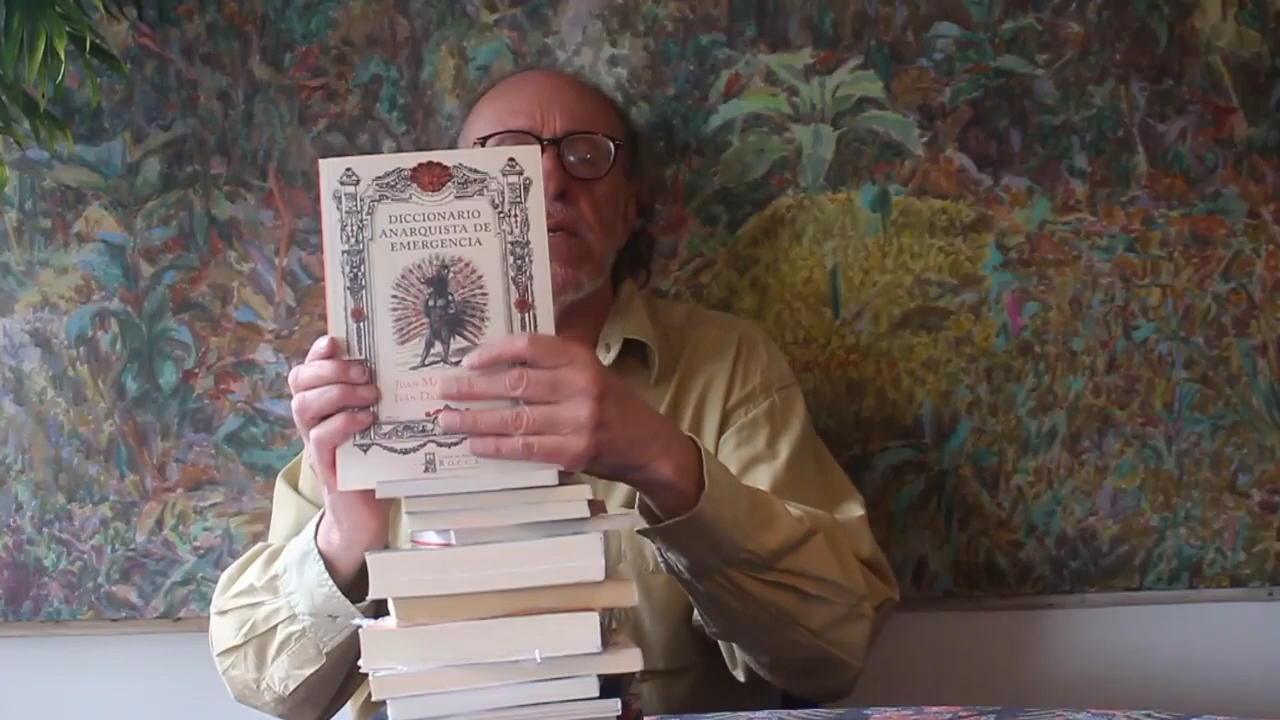 DICCIONARIO
ANARQUISTA DE
EMERGENCIA
JUAN
IVÁN
ROCCA